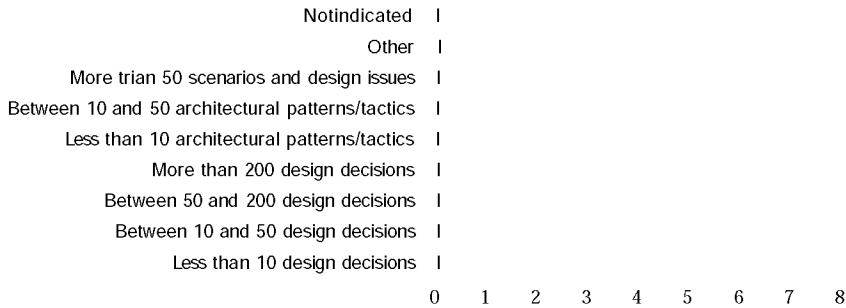 Notindicated
Other
More trian 50 scenarios and design issues
Between 10 and 50 architectural patterns/tactics
Less than 10 architectural patterns/tactics
More than 200 design decisions
Between 50 and 200 design decisions
Between 10 and 50 design decisions
Less than 10 design decisions
0 1 2 3 4 5 6 7 8